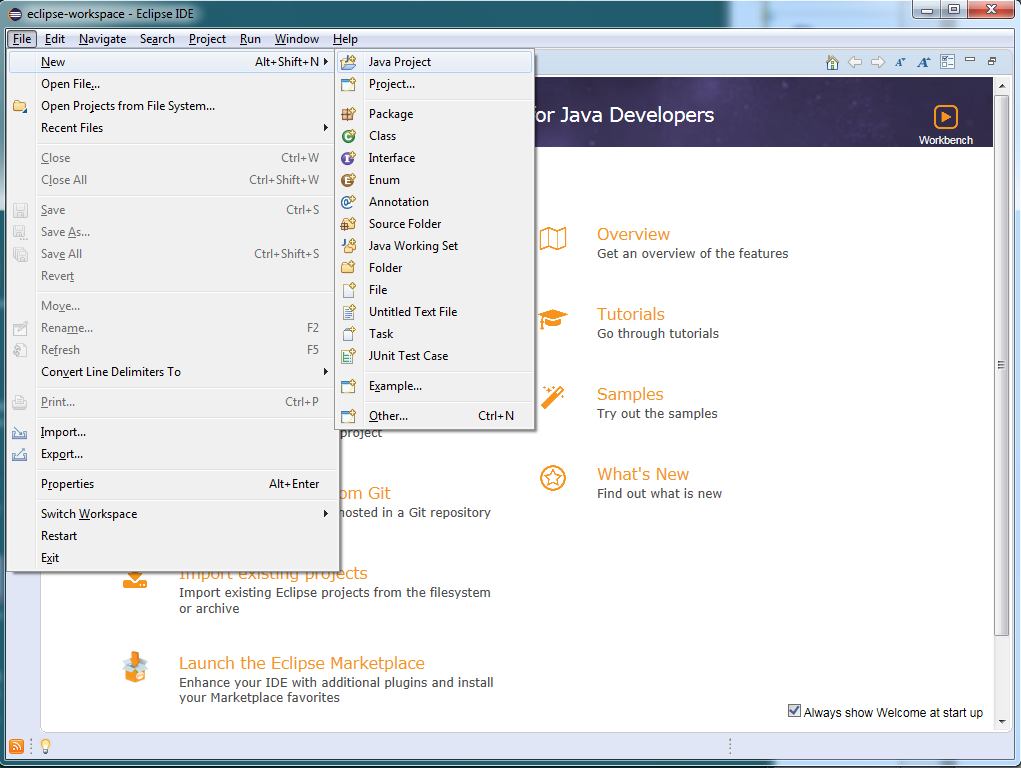 eclipse-workspace - Eclipse IDE
File Edit Navigate Search Project Run Window Help
New Alt+Shift+N
Open File...
Open Projects from File System...
Recent Files
Close Ctrl+W
Close All Ctrl+Shift+W
Save Ctrl+S
Save As...
Save All Ctrl+Shift+S
Revert
Move...
Rename... F2
Refresh F5
Convert Line Delimiters To
Print... Ctrl+P
Import...
Export...
Properties Alt+Enter
Switch Workspace
Restart
Exit
Java Project
Project...
Package
Class
Interface
Enum
Annotation
Source Folder
Java Working Set
Folder
File
Untitled Text File
Task
JUnit Test Case
Example...
Other... Ctrl+N
for Java Developers
Workbench
Overview
Get an overview of the features
Tutorials
Go through tutorials
Samples
Try out the samples
What's New
Find out what is new
project
om Git
hosted in a Git repository
Import existing projects
Import existing Eclipse projects from the filesystem
or archive
Launch the Eclipse Marketplace
Enhance your IDE with additional plugins and install
your Marketplace favorites
Always show Welcome at start up